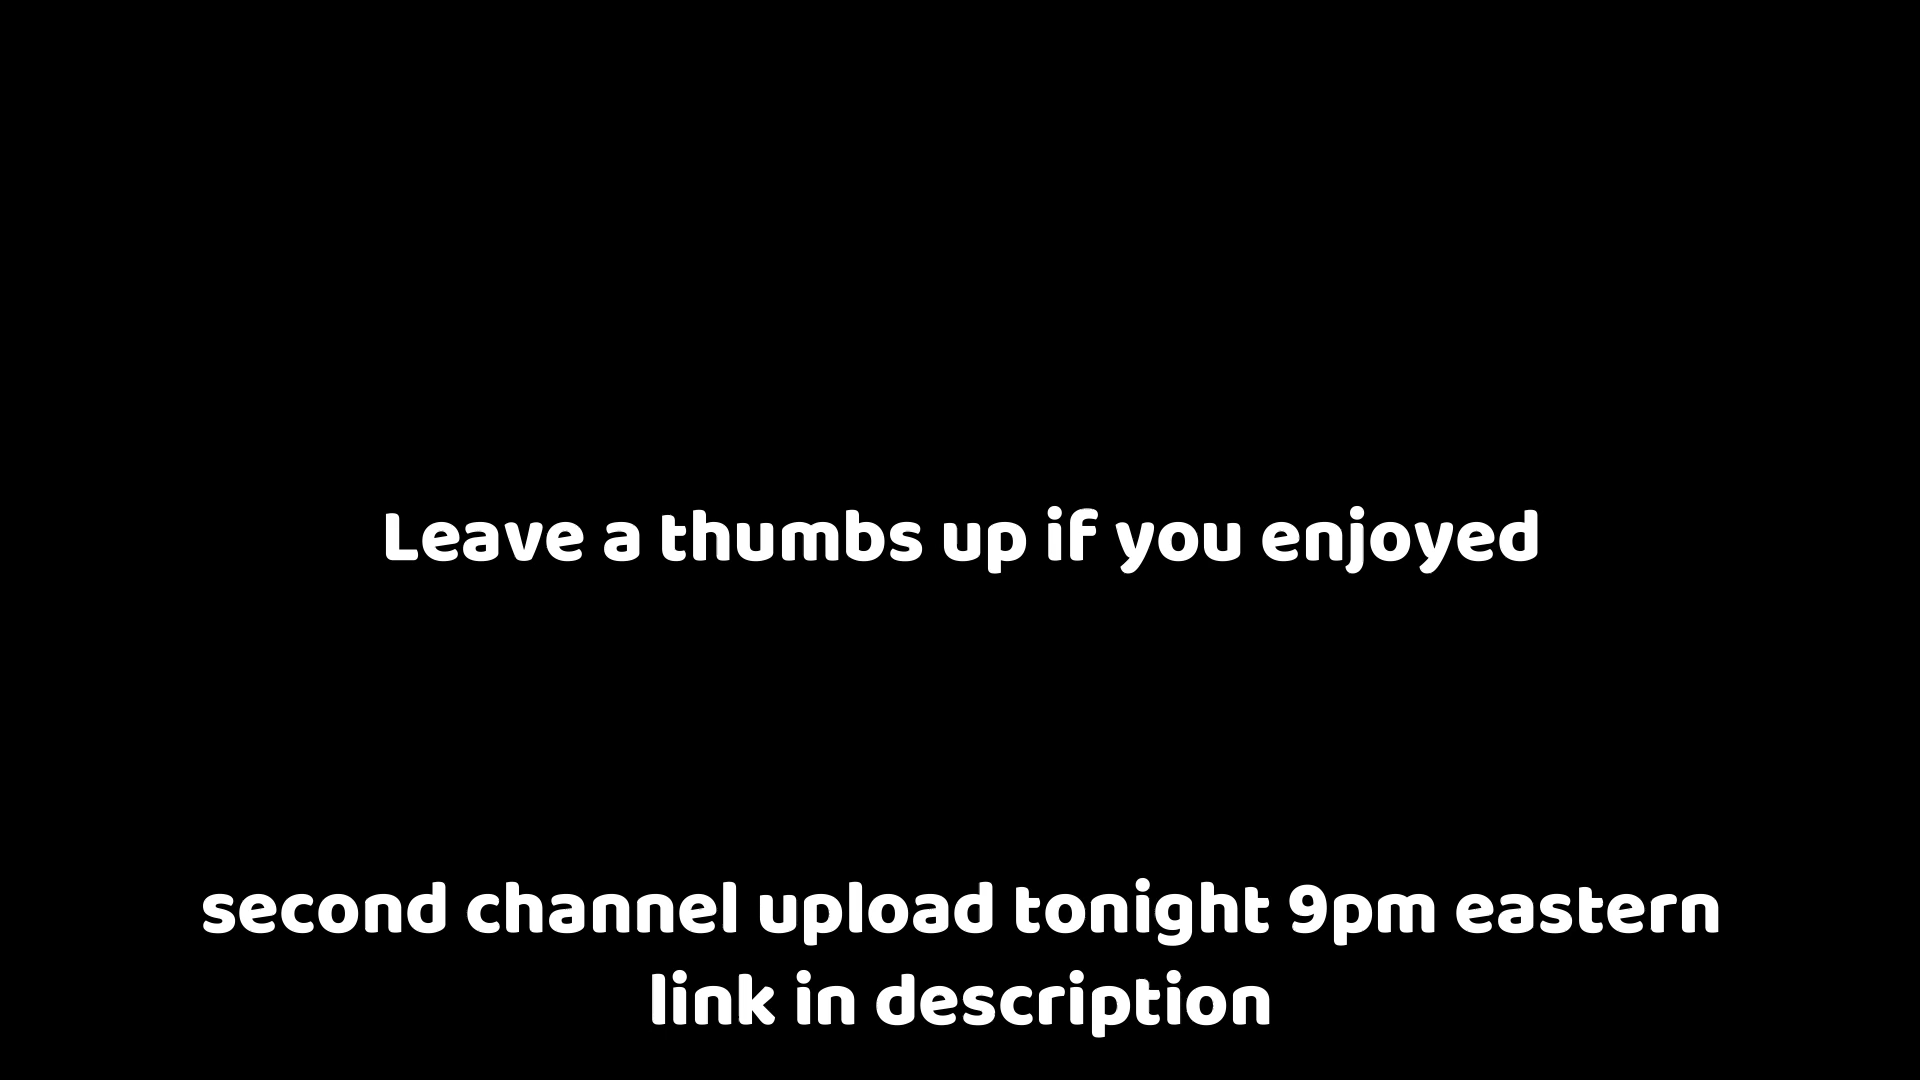 Leave a thumbs up if you enjoyed
second channel upload tonight 9pm eastern
link in description